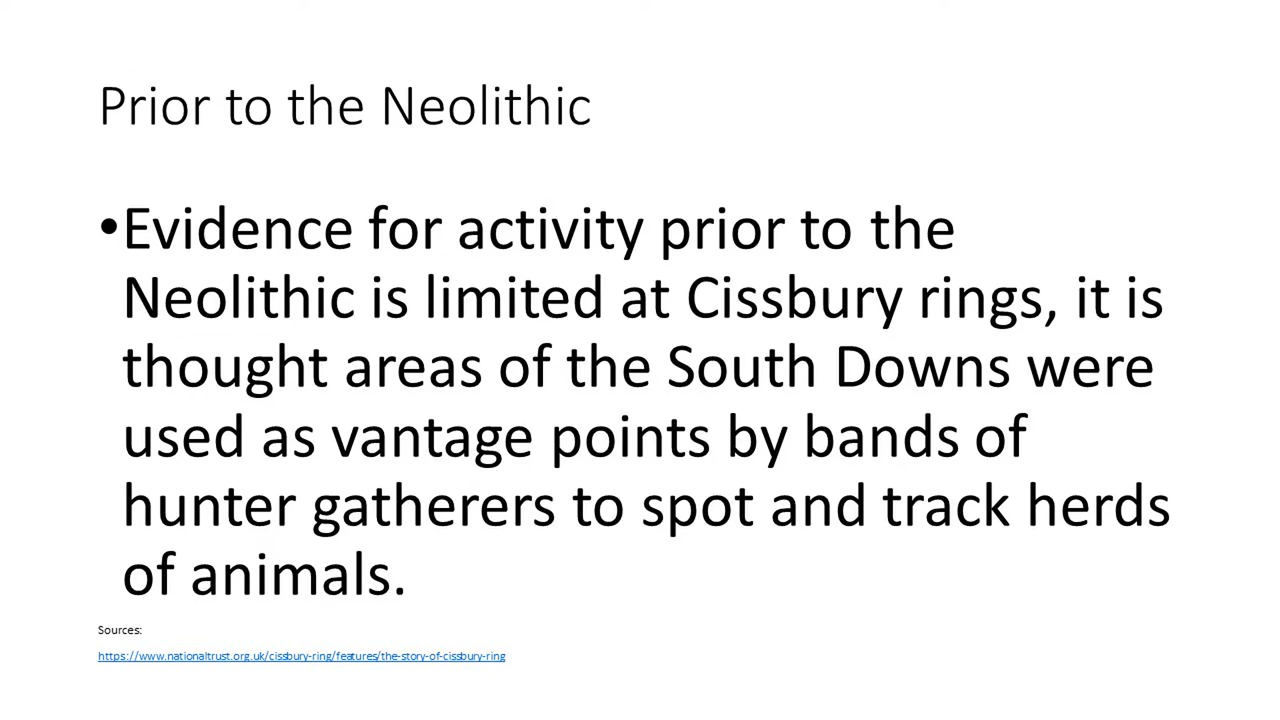 Prior to the Neolithic
•Evidence for activity prior to the
Neolithic is limited at Cissbury rings, it is
thought areas of the South Downs were
used as vantage points by bands of
hunter gatherers to spot and track herds
of animals.
Sources:
https://www.nationaltrust.org.uk/cissbury-ring/features/the-story-of-cissbury-ring